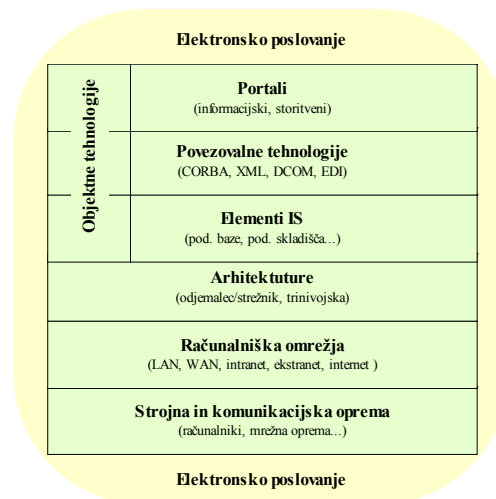 Elektronsko poslovanje
Objektne tehnologije
Portali
(informacijski, storitveni)
Povezovalne tehnologije
(CORBA, XML, DCOM, EDI)
Elementi IS
(pod. baze, pod. skladišča...)
Arhitektuture
(odjemalec/strežnik, trinivojska)
Računalniška omrežja
(LAN, WAN, intranet, ekstranet, internet )
Strojna in komunikacijska oprema
(računalniki, mrežna oprema...)
Elektronsko poslovanje